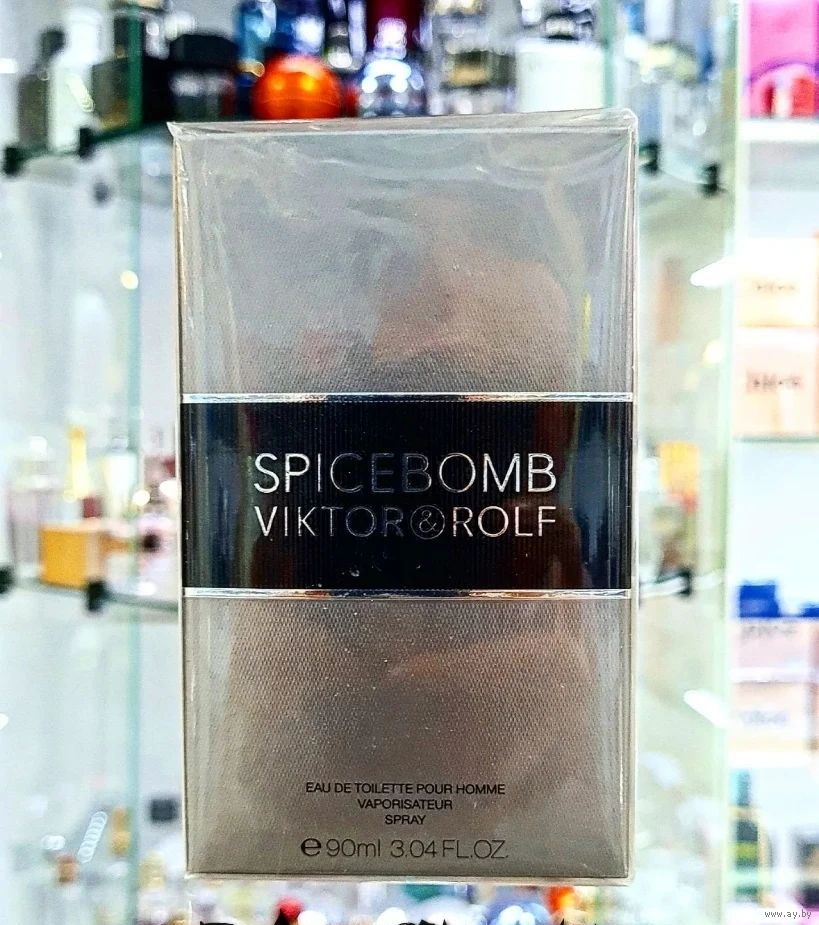 SPICEBOMB
VIKTOR&ROLF
EAU DE TOILETTE POUR HOMME
VAPORISATEUR
SPRAY
e 90ml 3.04 FL.OZ.
www.ay.by